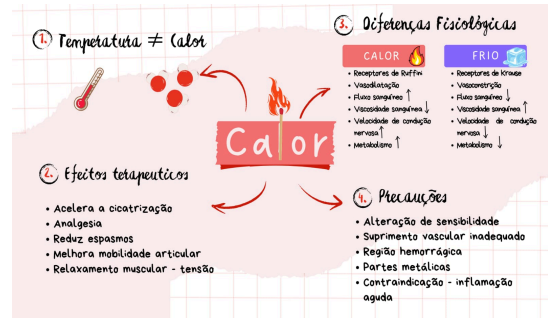 1. Temperatura ≠ Calor
Calor
2. Efeitos terapeuticos
• Acelera a cicatrização
• Analgesia
• Reduz espasmos
• Melhora mobilidade articular
• Relaxamento muscular - tensão
3. Diferenças Fisiológicas
CALOR
• Receptores de Ruffini
• Vasodilatação
• Fluxo sanguíneo ↑
• Viscosidade sanguínea ↓
• Velocidade de condução
nervosa ↑
• Metabolismo ↑
FRIO
• Receptores de Krause
• Vasoconstrição
• Fluxo sanguíneo ↓
• Viscosidade sanguínea ↑
• Velocidade de condução
nervosa ↓
• Metabolismo ↓
4. Precauções
• Alteração de sensibilidade
• Suprimento vascular inadequado
• Região hemorrágica
• Partes metálicas
• Contraindicação - inflamação
aguda